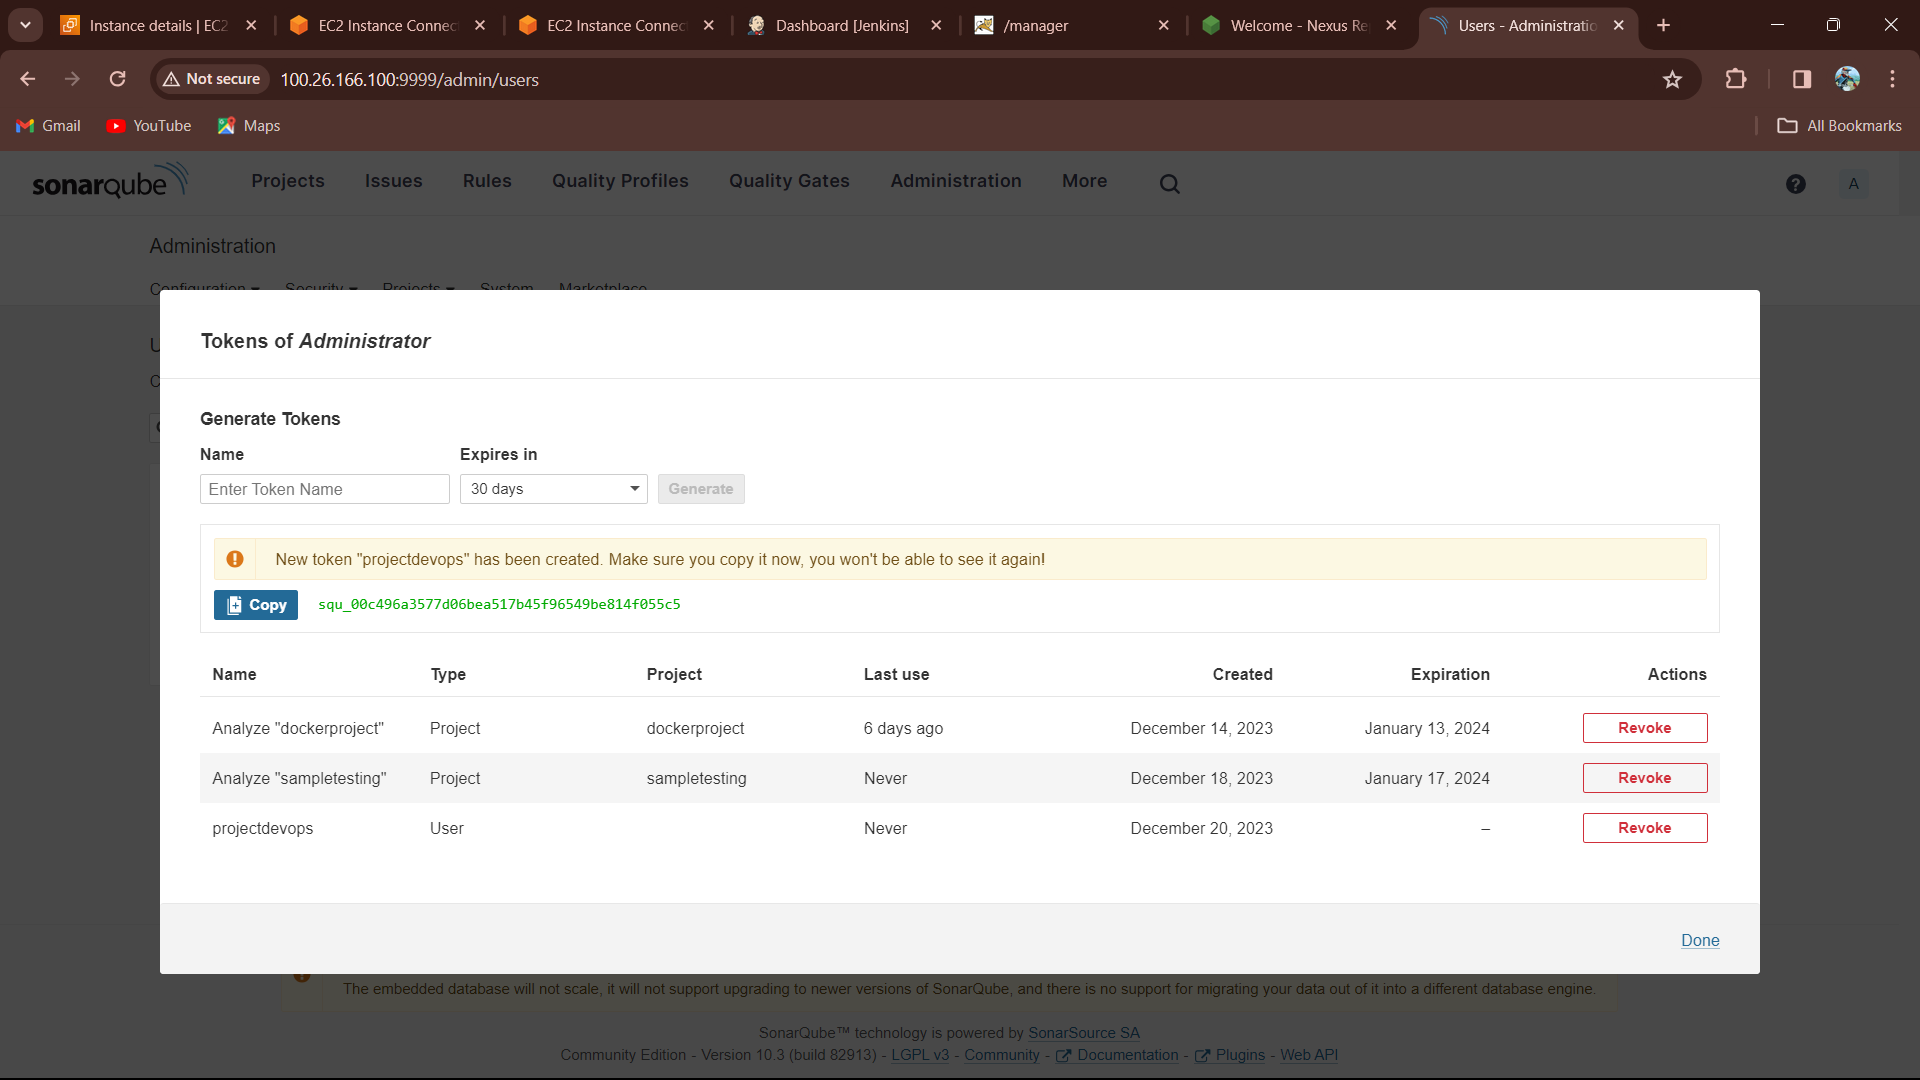 Instance details | EC2
EC2 Instance Connec
EC2 Instance Connec
Dashboard [Jenkins]
/manager
Welcome - Nexus Re
Users - Administratio
Not secure
100.26.166.100:9999/admin/users
Gmail
YouTube
Maps
All Bookmarks
sonarqube
Projects
Issues
Rules
Quality Profiles
Quality Gates
Administration
More
?
A
Administration
Configuration
Security
Projects
System
Marketplace
Tokens of Administrator
Generate Tokens
Name
Expires in
Enter Token Name
30 days
Generate
New token "projectdevops" has been created. Make sure you copy it now, you won't be able to see it again!
Copy
squ_00c496a3577d06bea517b45f96549be814f055c5
Name
Type
Project
Last use
Created
Expiration
Actions
Analyze "dockerproject"
Project
dockerproject
6 days ago
December 14, 2023
January 13, 2024
Revoke
Analyze "sampletesting"
Project
sampletesting
Never
December 18, 2023
January 17, 2024
Revoke
projectdevops
User
Never
December 20, 2023
–
Revoke
Done
The embedded database will not scale, it will not support upgrading to newer versions of SonarQube, and there is no support for migrating your data out of it into a different database engine.
SonarQube™ technology is powered by SonarSource SA
Community Edition - Version 10.3 (build 82913) - LGPL v3 - Community - Documentation - Plugins - Web API